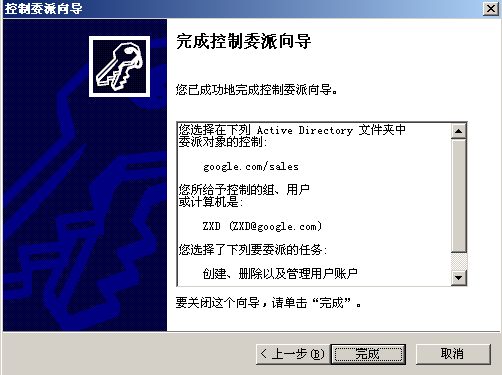 控制委派向导
完成控制委派向导
您已成功地完成控制委派向导。
您选择在下列 Active Directory 文件夹中
委派对象的控制:
google.com/sales
您所给予控制的组、用户
或计算机是:
ZXD (ZXD@google.com)
您选择了下列要委派的任务:
创建、删除以及管理用户账户
要关闭这个向导，请单击“完成”。
< 上一步(B)
完成
取消